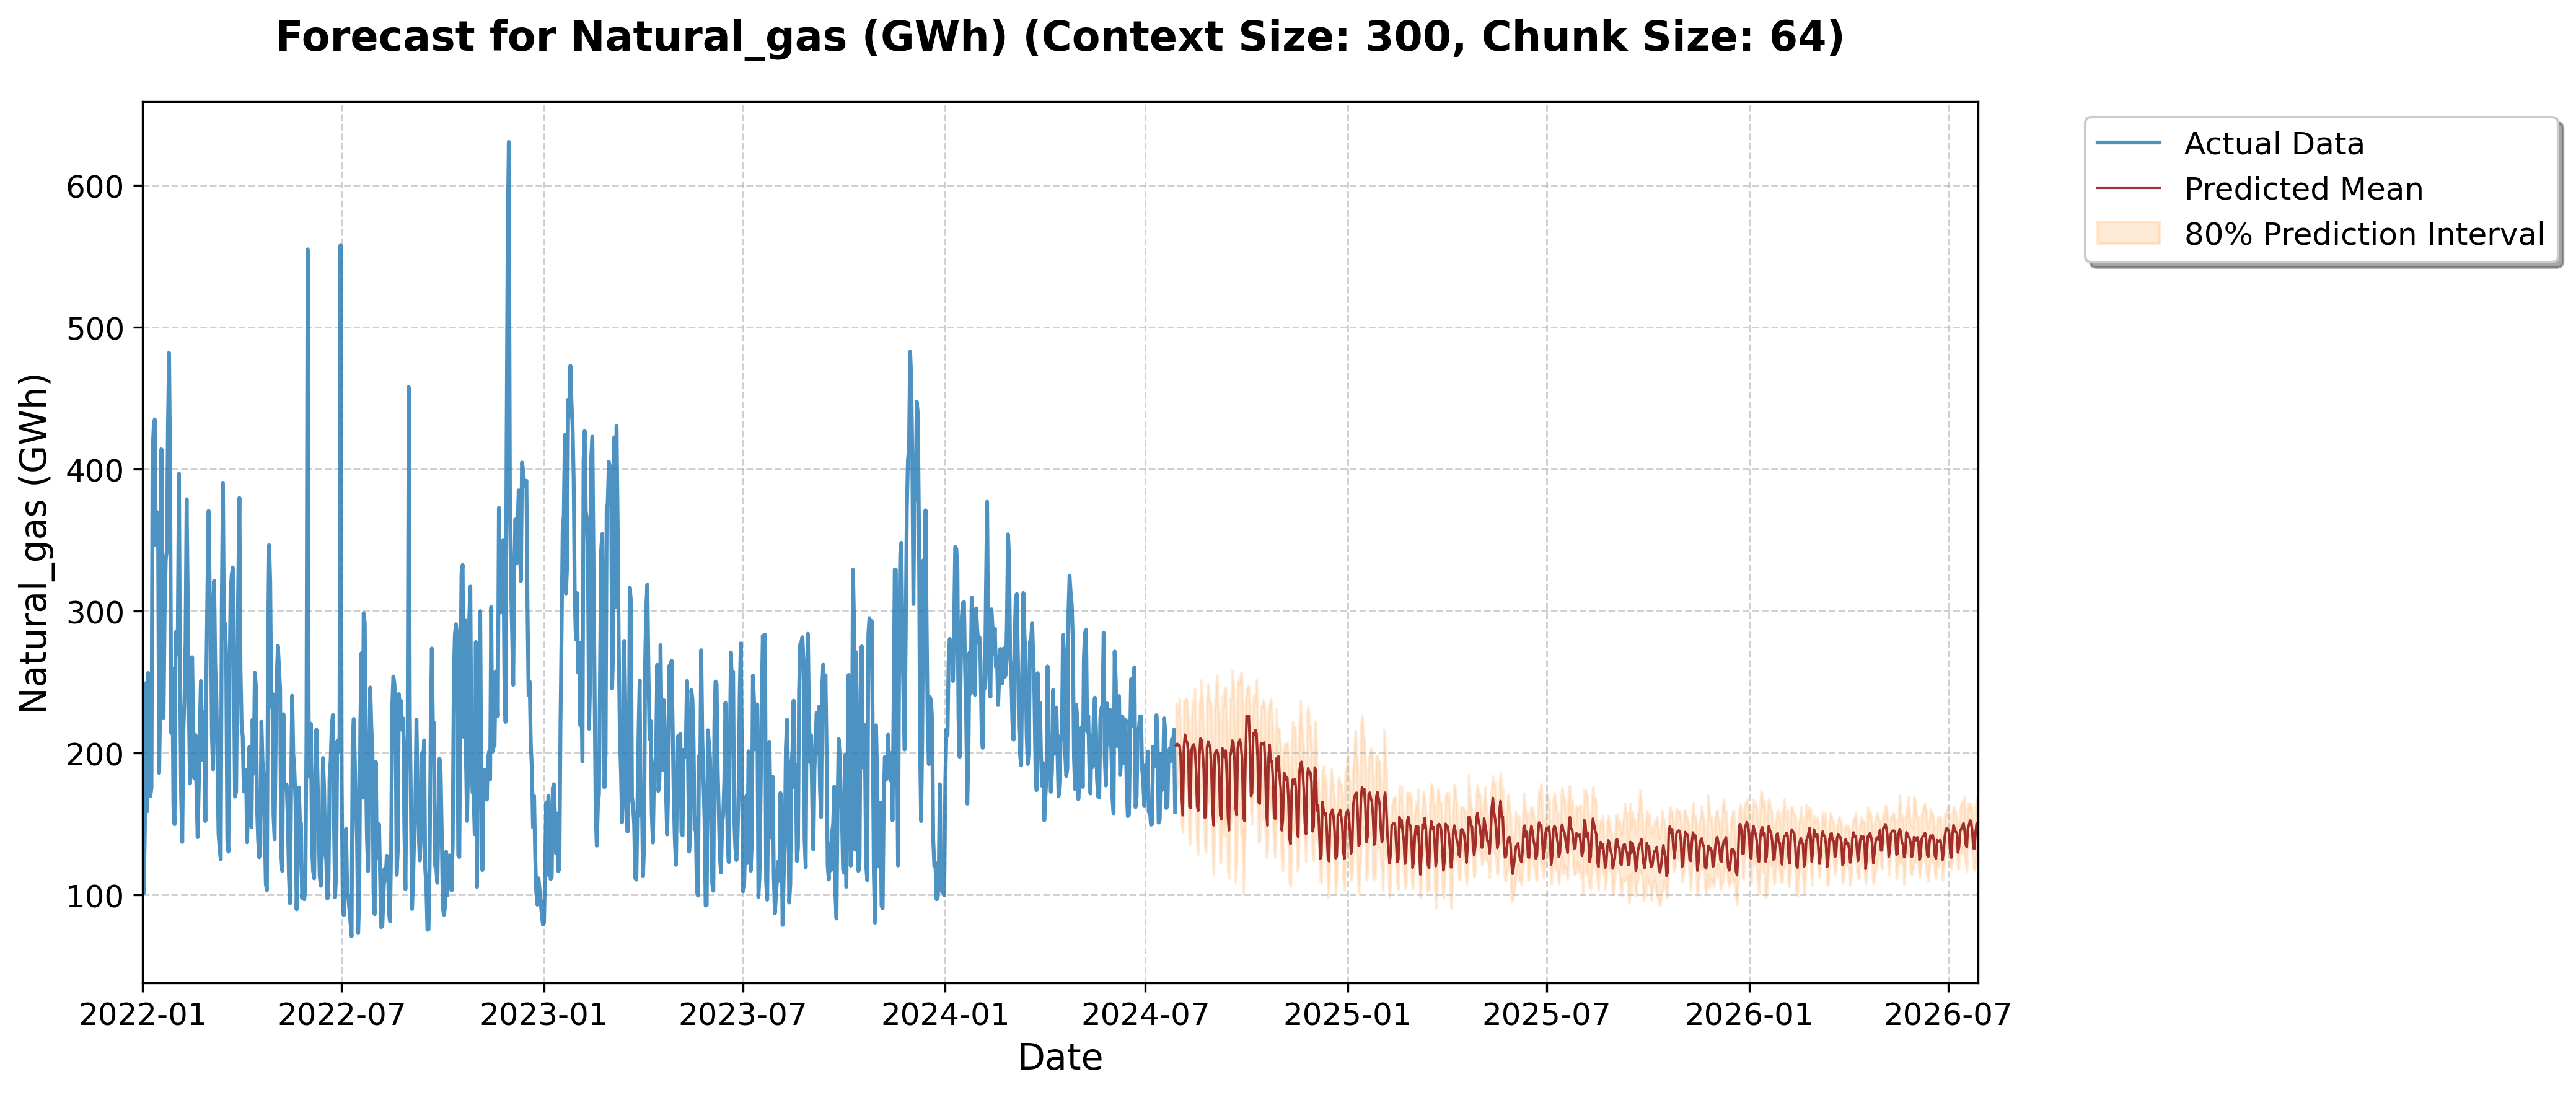 Forecast for Natural_gas (GWh) (Context Size: 300, Chunk Size: 64)
Actual Data
Predicted Mean
80% Prediction Interval
Natural_gas (GWh)
600
500
400
300
200
100
2022-01 2022-07 2023-01 2023-07 2024-01 2024-07 2025-01 2025-07 2026-01 2026-07
Date